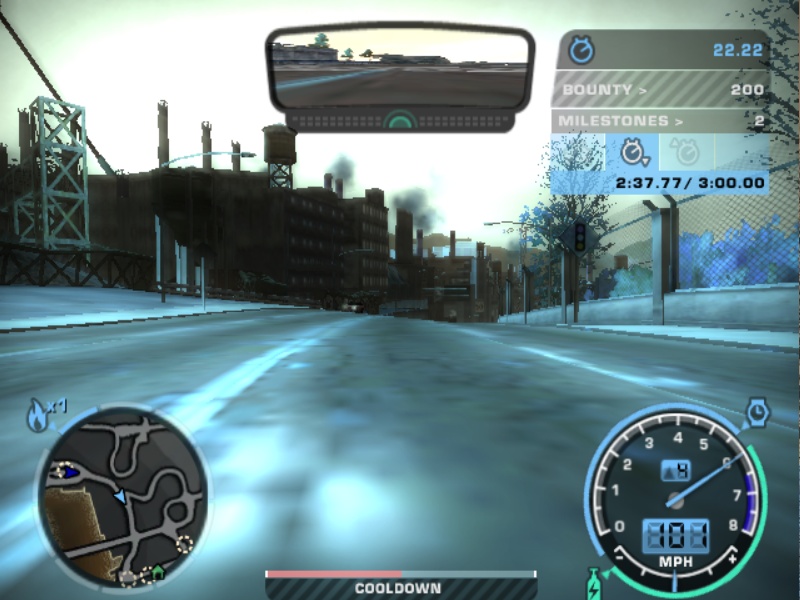 22.22
BOUNTY > 200
MILESTONES > 2
2:37.77/ 3:00.00
x1
0 1 2 3 4 5 6 7 8
4
101
MPH
- +
COOLDOWN